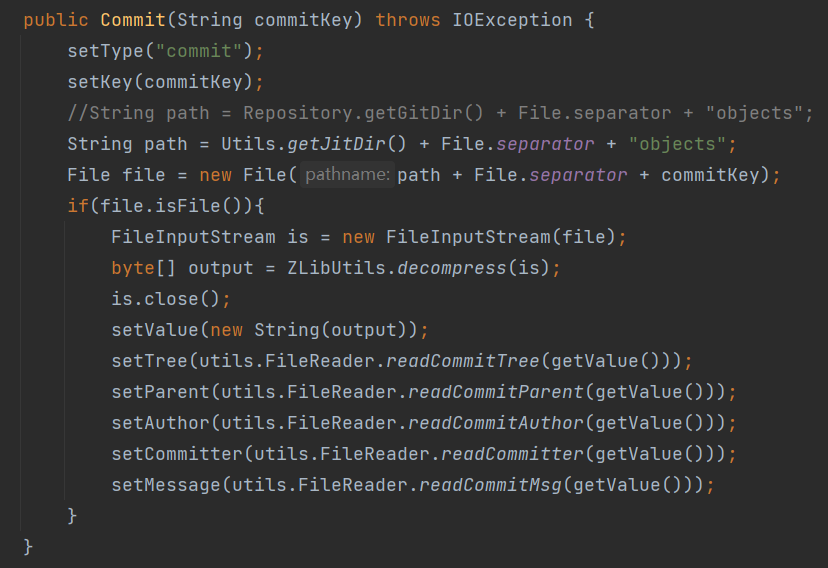 public Commit(String commitKey) throws IOException {
    setType("commit");
    setKey(commitKey);
    //String path = Repository.getGitDir() + File.separator + "objects";
    String path = Utils.getJitDir() + File.separator + "objects";
    File file = new File( pathname: path + File.separator + commitKey);
    if(file.isFile()){
        FileInputStream is = new FileInputStream(file);
        byte[] output = ZLibUtils.decompress(is);
        is.close();
        setValue(new String(output));
        setTree(utils.FileReader.readCommitTree(getValue()));
        setParent(utils.FileReader.readCommitParent(getValue()));
        setAuthor(utils.FileReader.readCommitAuthor(getValue()));
        setCommitter(utils.FileReader.readCommitter(getValue()));
        setMessage(utils.FileReader.readCommitMsg(getValue()));
    }
}